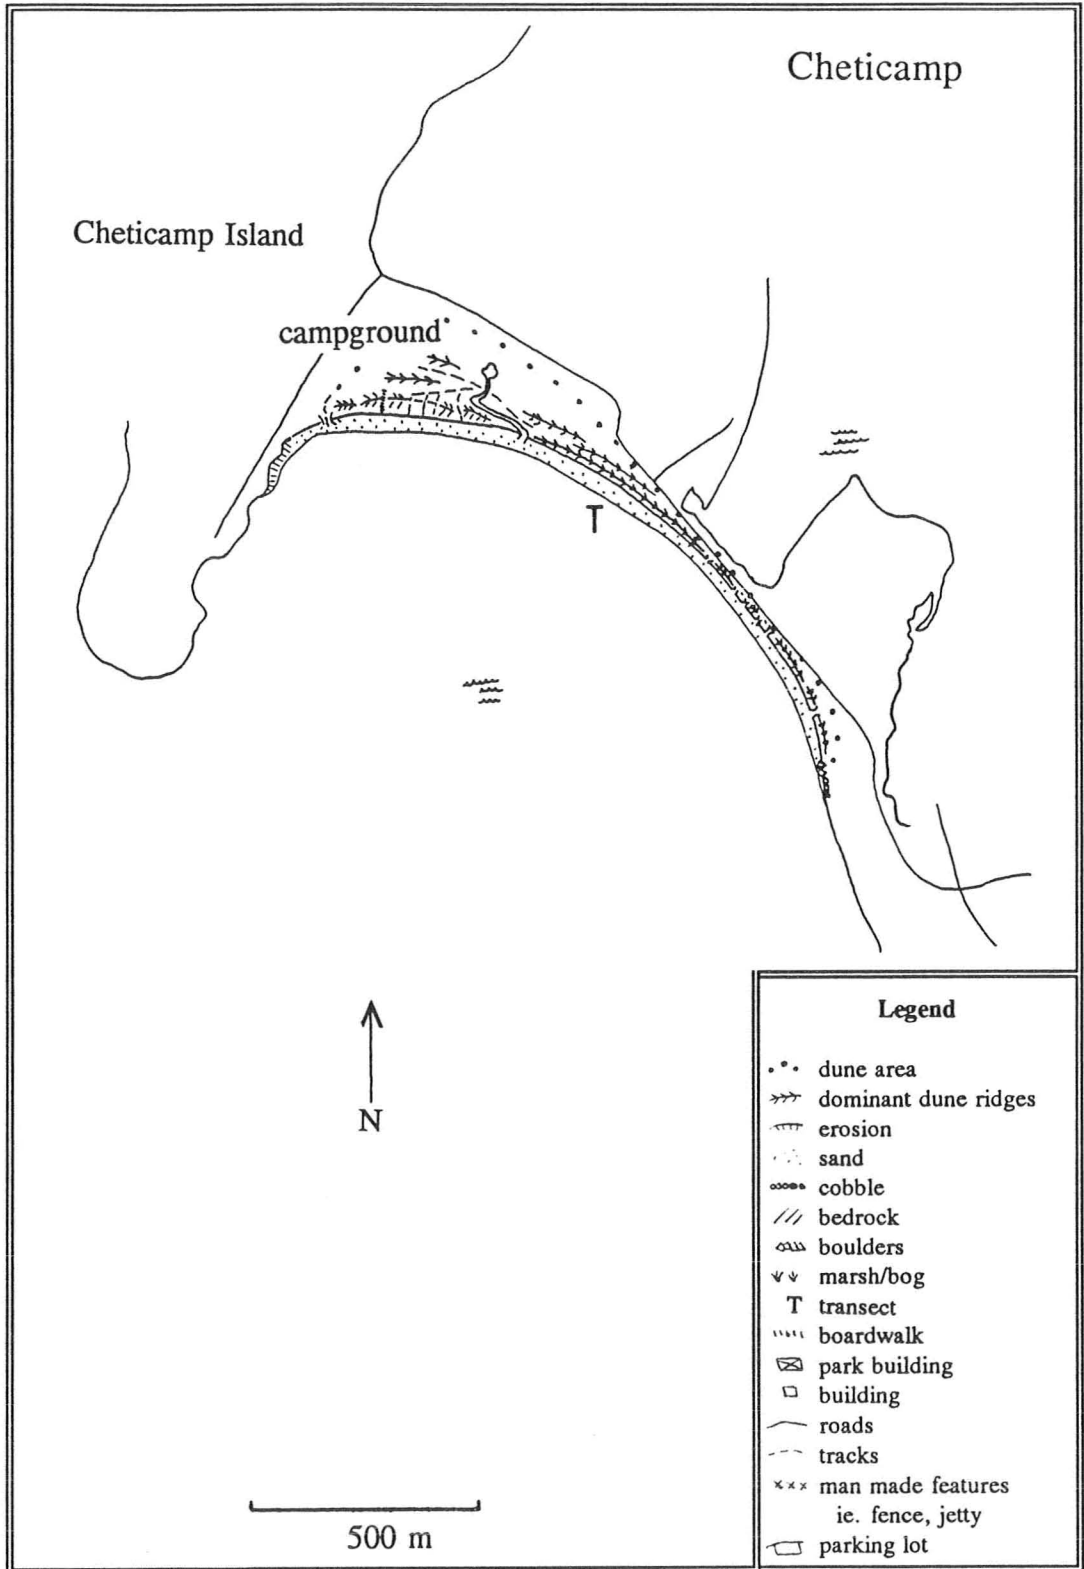 Cheticamp
Cheticamp Island
campground
T
N
500 m
Legend
dune area
dominant dune ridges
erosion
sand
cobble
bedrock
boulders
marsh/bog
T transect
boardwalk
park building
building
roads
tracks
man made features
ie. fence, jetty
parking lot